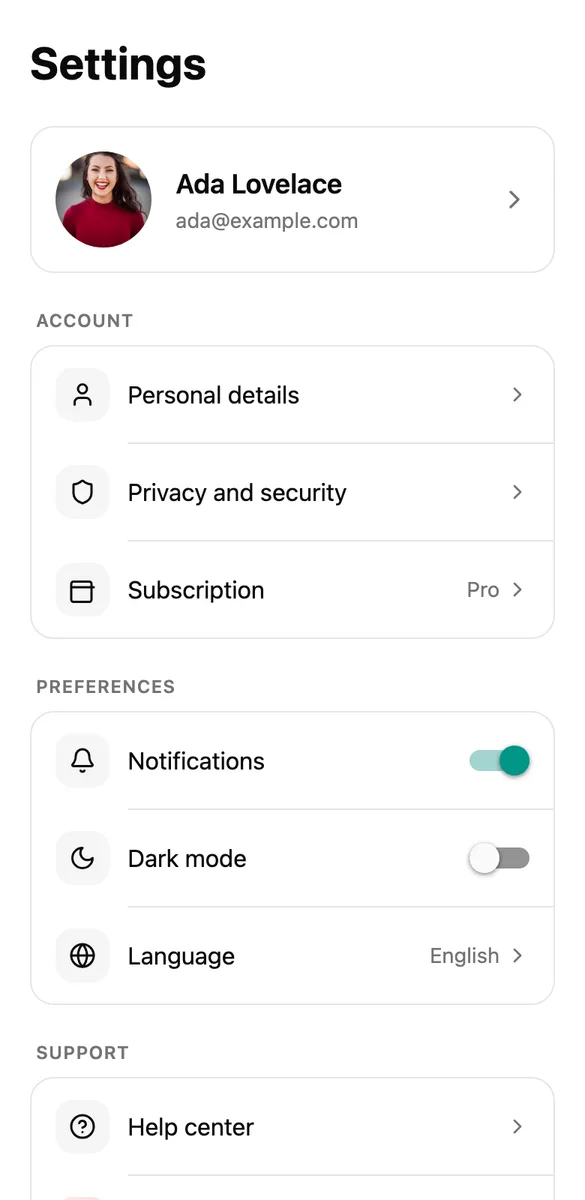 Settings
Ada Lovelace
ada@example.com
ACCOUNT
Personal details
Privacy and security
Subscription
Pro
PREFERENCES
Notifications
Dark mode
Language
English
SUPPORT
Help center